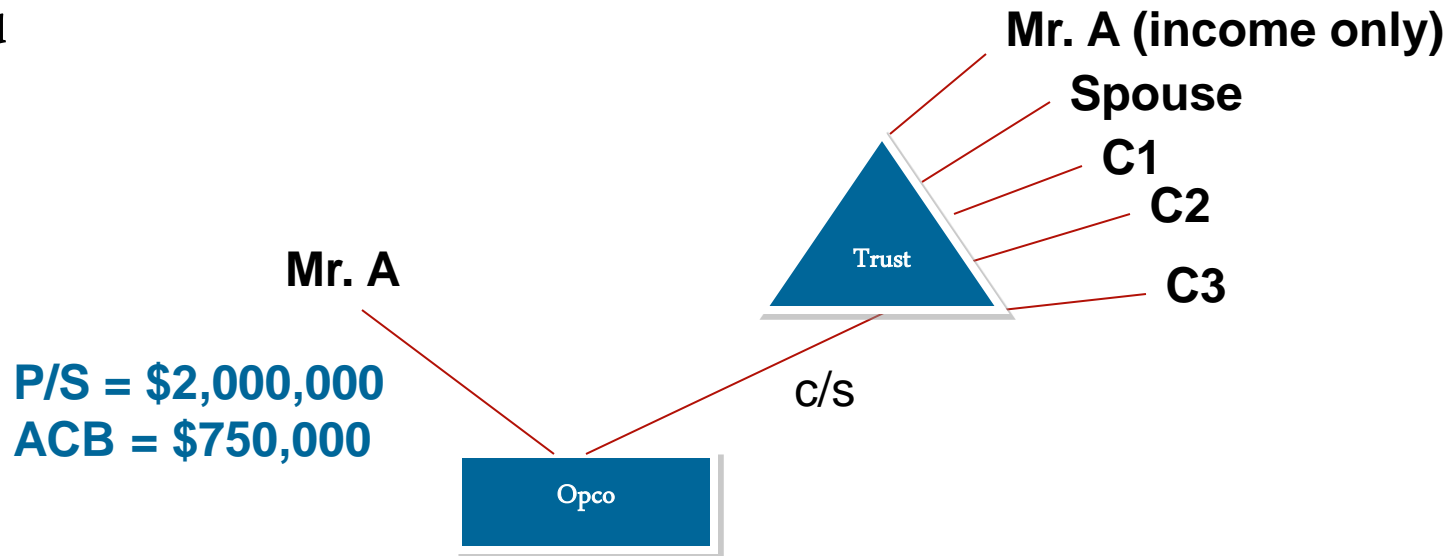 Mr. A (income only)
Spouse
C1
C2
C3
Trust
Mr. A
P/S = $2,000,000
ACB = $750,000
c/s
Opco